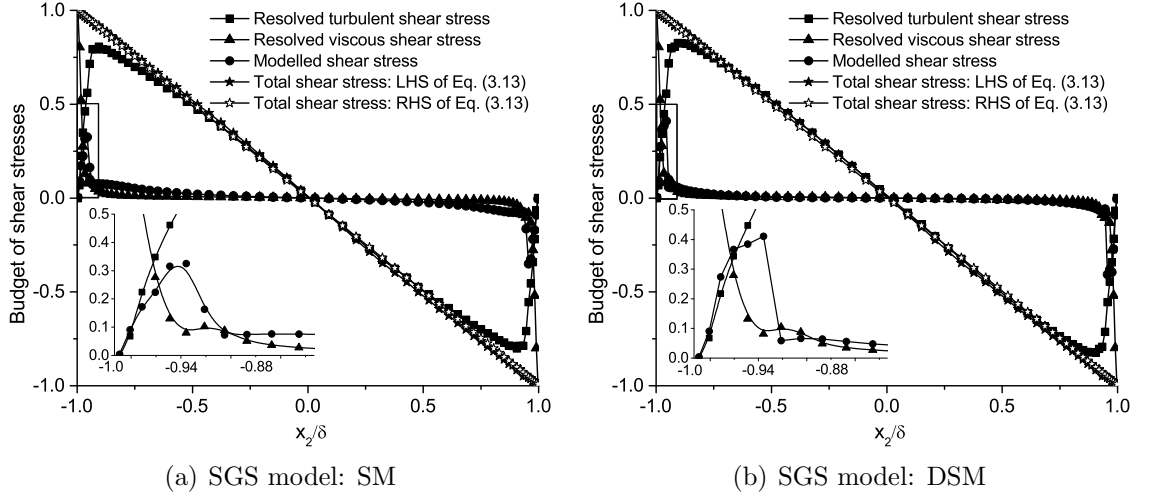 Resolved turbulent shear stress
Resolved viscous shear stress
Modelled shear stress
Total shear stress: LHS of Eq. (3.13)
Total shear stress: RHS of Eq. (3.13)
Budget of shear stresses
1.0
0.5
0.0
-0.5
-1.0
0.5
0.4
0.3
0.2
0.1
0.0
-1.0 -0.94 -0.88
-1.0 -0.5 0.0 0.5 1.0
x₂/δ
(a) SGS model: SM
Resolved turbulent shear stress
Resolved viscous shear stress
Modelled shear stress
Total shear stress: LHS of Eq. (3.13)
Total shear stress: RHS of Eq. (3.13)
Budget of shear stresses
1.0
0.5
0.0
-0.5
-1.0
0.5
0.4
0.3
0.2
0.1
0.0
-1.0 -0.94 -0.88
-1.0 -0.5 0.0 0.5 1.0
x₂/δ
(b) SGS model: DSM